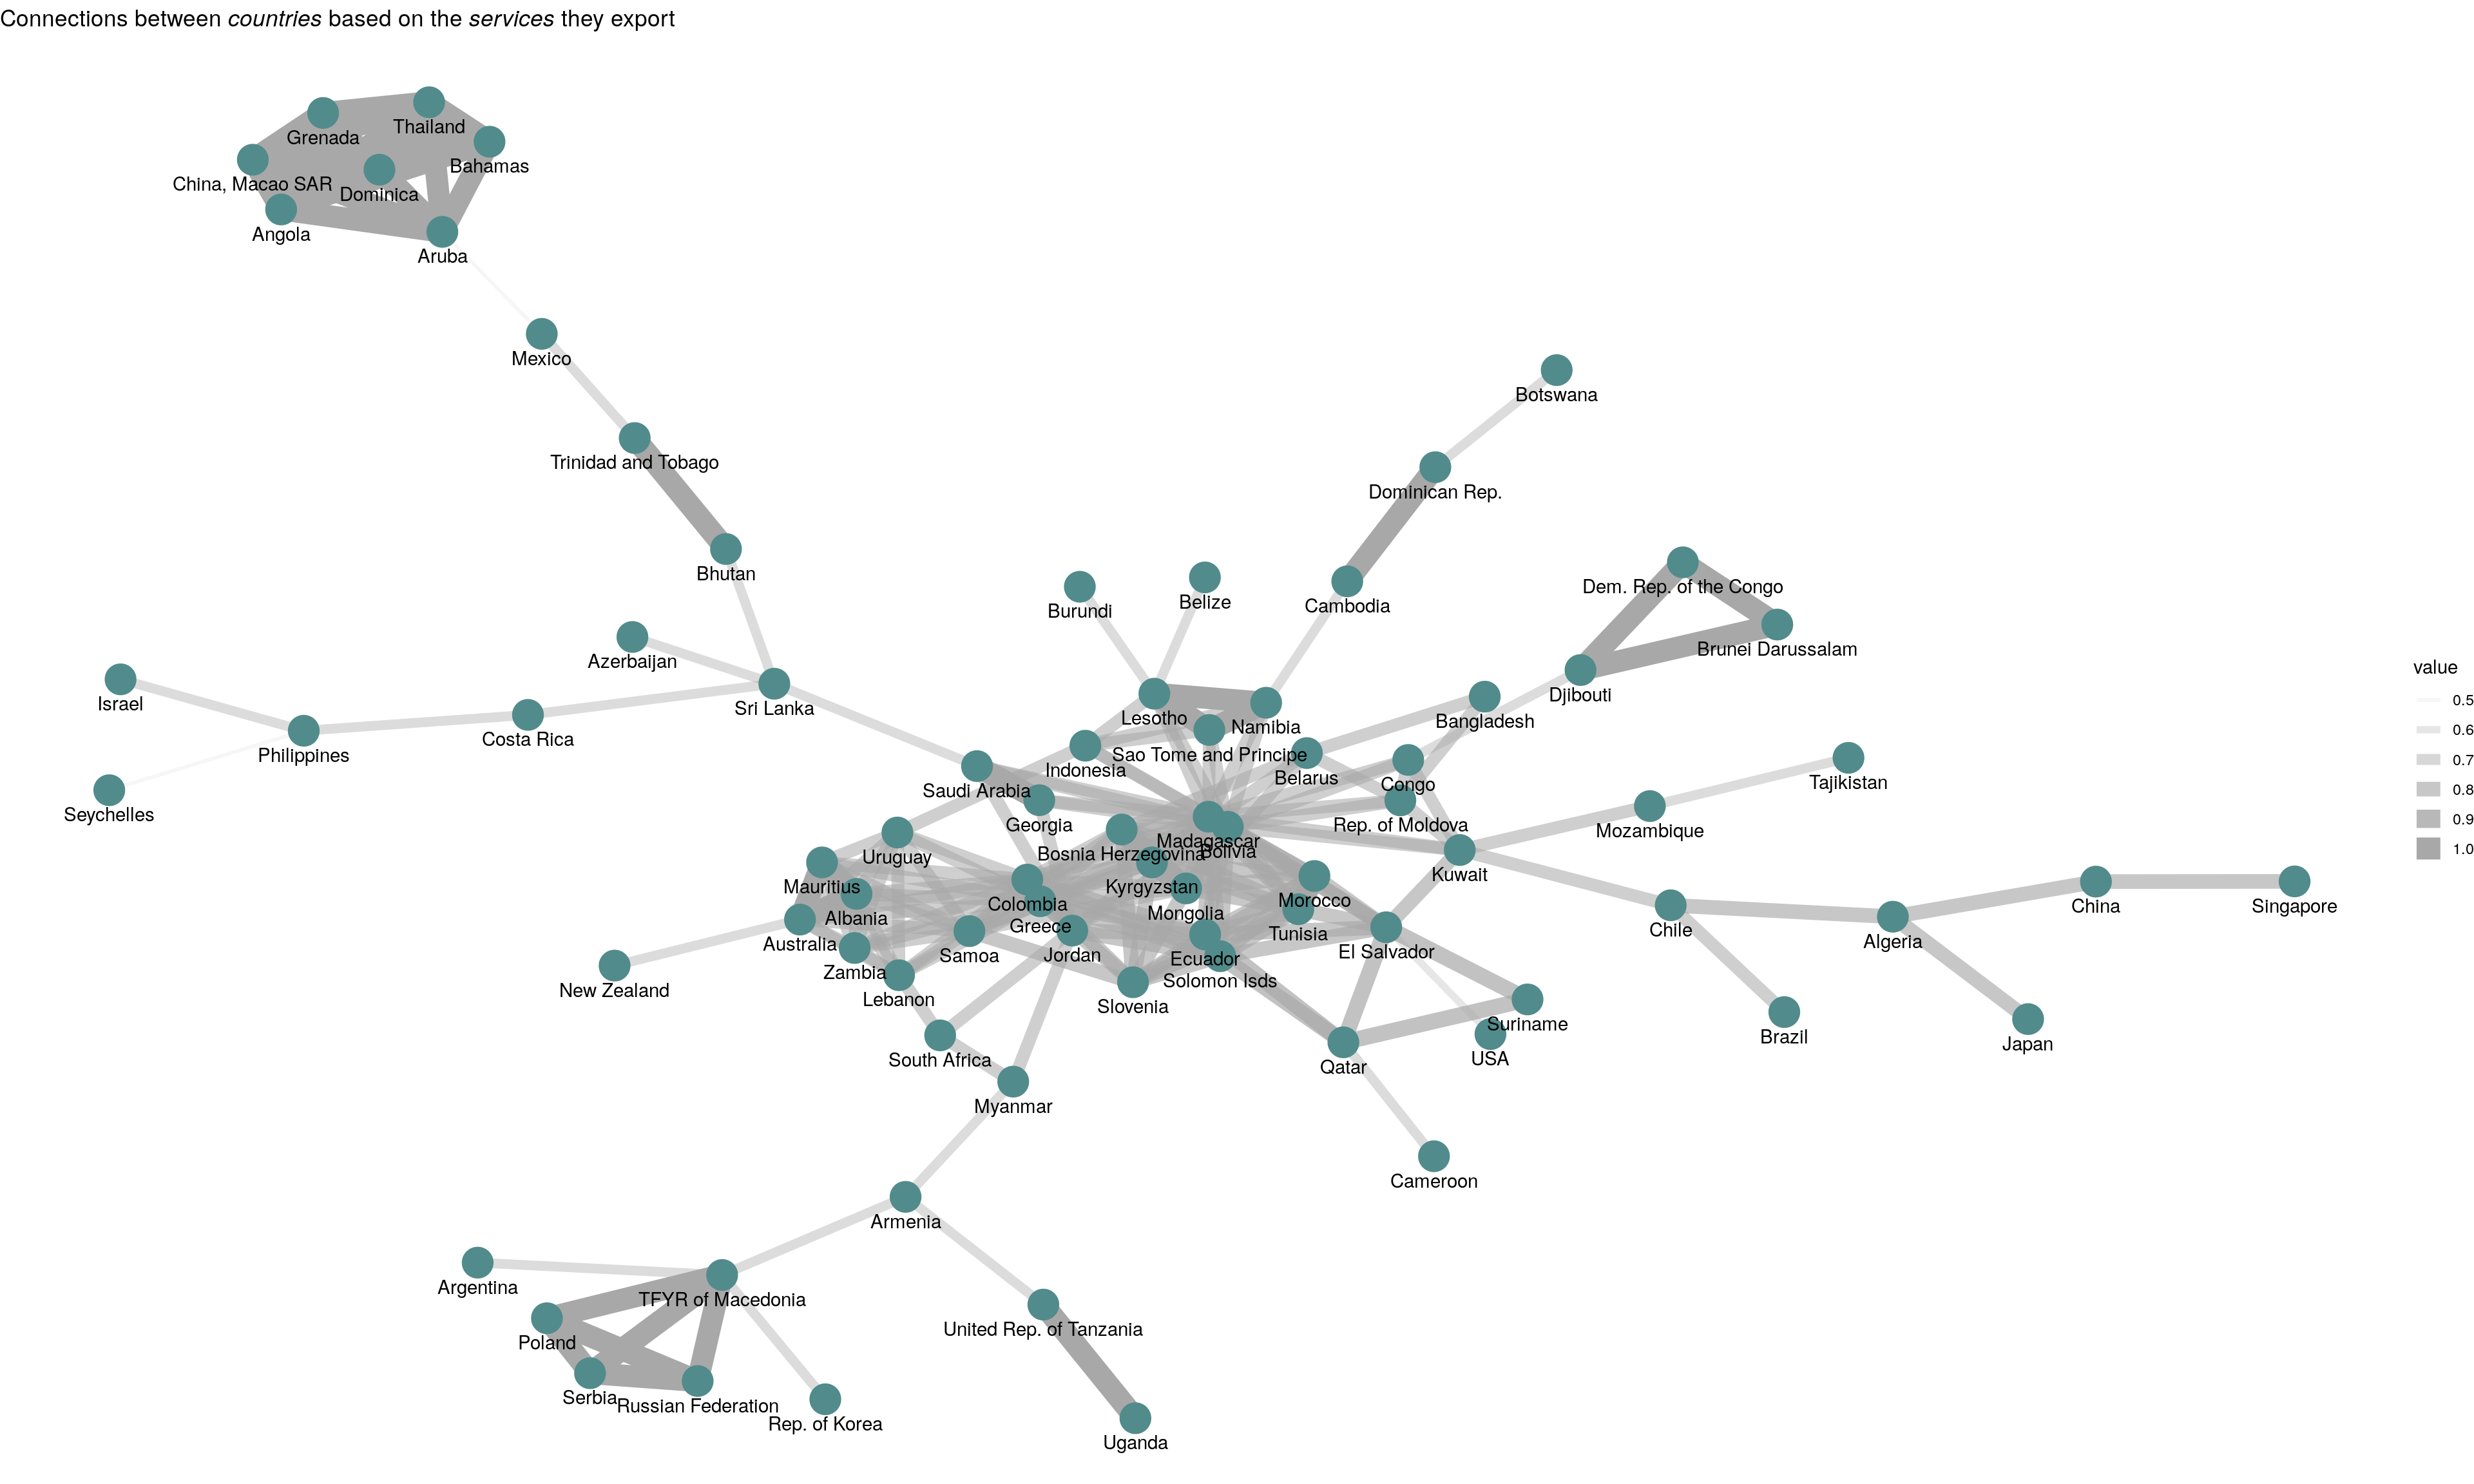 Connections between countries based on the services they export
Thailand
Grenada
Bahamas
China, Macao SAR
Dominica
Angola
Aruba
Mexico
Botswana
Trinidad and Tobago
Dominican Rep.
Bhutan
Dem. Rep. of the Congo
Belize
Burundi
Cambodia
Brunei Darussalam
Azerbaijan
value
Israel
Djibouti
0.5
Sri Lanka
Lesotho
Bangladesh
Namibia
0.6
Costa Rica
Philippines
Sao Tome and Principe
0.7
Indonesia
Belarus
Tajikistan
Congo
Saudi Arabia
0.8
Seychelles
Georgia
Rep. of Moldova
0.9
Mozambique
Madagascar
1.0
Bolivia
Bosnia Herzegovina
Uruguay
Kuwait
Mauritius
Kyrgyzstan
Morocco
Colombia
China
Singapore
Mongolia
Albania
Greece
Chile
Tunisia
Algeria
Australia
El Salvador
Samoa
Jordan
Ecuador
Zambia
Solomon Isds
New Zealand
Lebanon
Slovenia
Suriname
Brazil
Japan
South Africa
USA
Qatar
Myanmar
Cameroon
Armenia
Argentina
TFYR of Macedonia
United Rep. of Tanzania
Poland
Serbia
Russian Federation
Rep. of Korea
Uganda